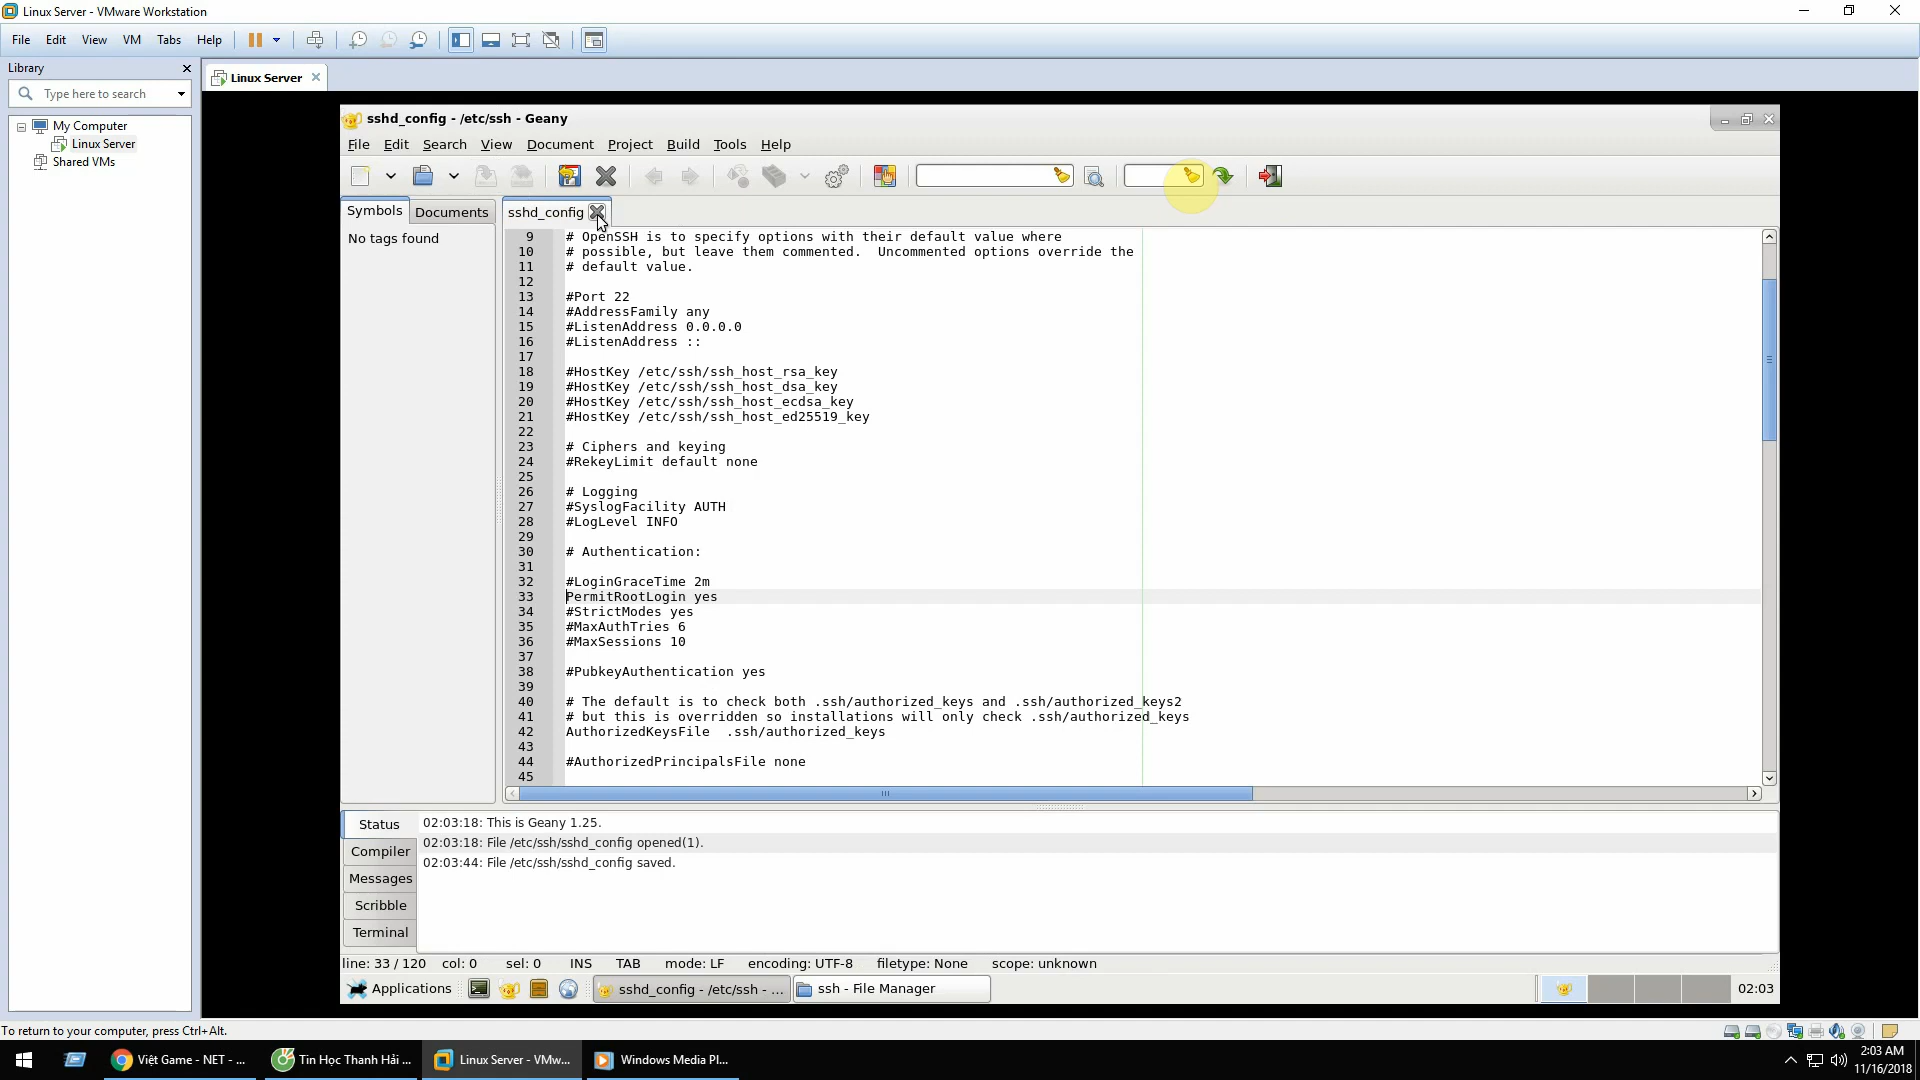 Linux Server - VMware Workstation
File Edit View VM Tabs Help
Library
Linux Server
Type here to search
My Computer
Linux Server
Shared VMs
sshd_config - /etc/ssh - Geany
File Edit Search View Document Project Build Tools Help
Symbols Documents
sshd_config
No tags found
9 # OpenSSH is to specify options with their default value where
10 # possible, but leave them commented.  Uncommented options override the
11 # default value.
12
13 #Port 22
14 #AddressFamily any
15 #ListenAddress 0.0.0.0
16 #ListenAddress ::
17
18 #HostKey /etc/ssh/ssh_host_rsa_key
19 #HostKey /etc/ssh/ssh_host_dsa_key
20 #HostKey /etc/ssh/ssh_host_ecdsa_key
21 #HostKey /etc/ssh/ssh_host_ed25519_key
22
23 # Ciphers and keying
24 #RekeyLimit default none
25
26 # Logging
27 #SyslogFacility AUTH
28 #LogLevel INFO
29
30 # Authentication:
31
32 #LoginGraceTime 2m
33 PermitRootLogin yes
34 #StrictModes yes
35 #MaxAuthTries 6
36 #MaxSessions 10
37
38 #PubkeyAuthentication yes
39
40 # The default is to check both .ssh/authorized_keys and .ssh/authorized_keys2
41 # but this is overridden so installations will only check .ssh/authorized_keys
42 AuthorizedKeysFile  .ssh/authorized_keys
43
44 #AuthorizedPrincipalsFile none
45
Status
Compiler
Messages
Scribble
Terminal
02:03:18: This is Geany 1.25.
02:03:18: File /etc/ssh/sshd_config opened(1).
02:03:44: File /etc/ssh/sshd_config saved.
line: 33 / 120 col: 0 sel: 0 INS TAB mode: LF encoding: UTF-8 filetype: None scope: unknown
Applications sshd_config - /etc/ssh - ... ssh - File Manager 02:03
To return to your computer, press Ctrl+Alt.
Việt Game - NET - ... Tin Học Thanh Hải ... Linux Server - VMw... Windows Media Pl...
2:03 AM
11/16/2018